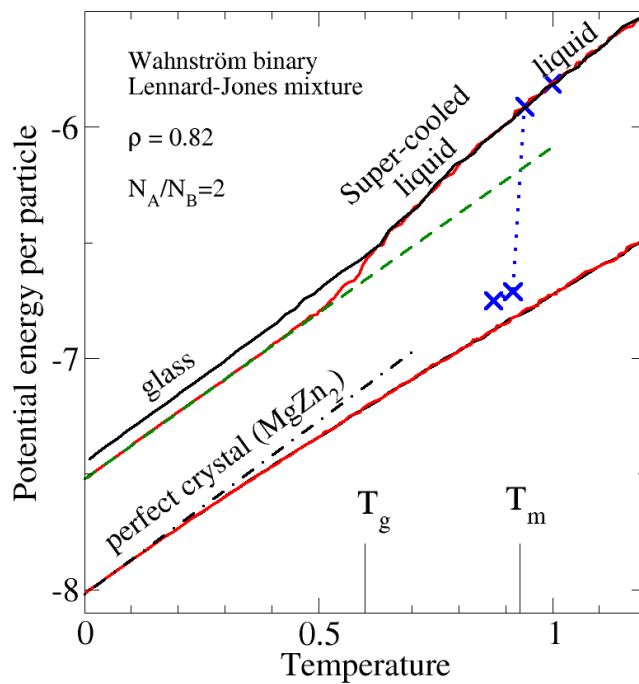 Wahnström binary
Lennard-Jones mixture
ρ = 0.82
N_A/N_B=2
liquid
Super-cooled
liquid
glass
perfect crystal (MgZn₂)
T_g
T_m
Potential energy per particle
-6
-7
-8
0
0.5
1
Temperature